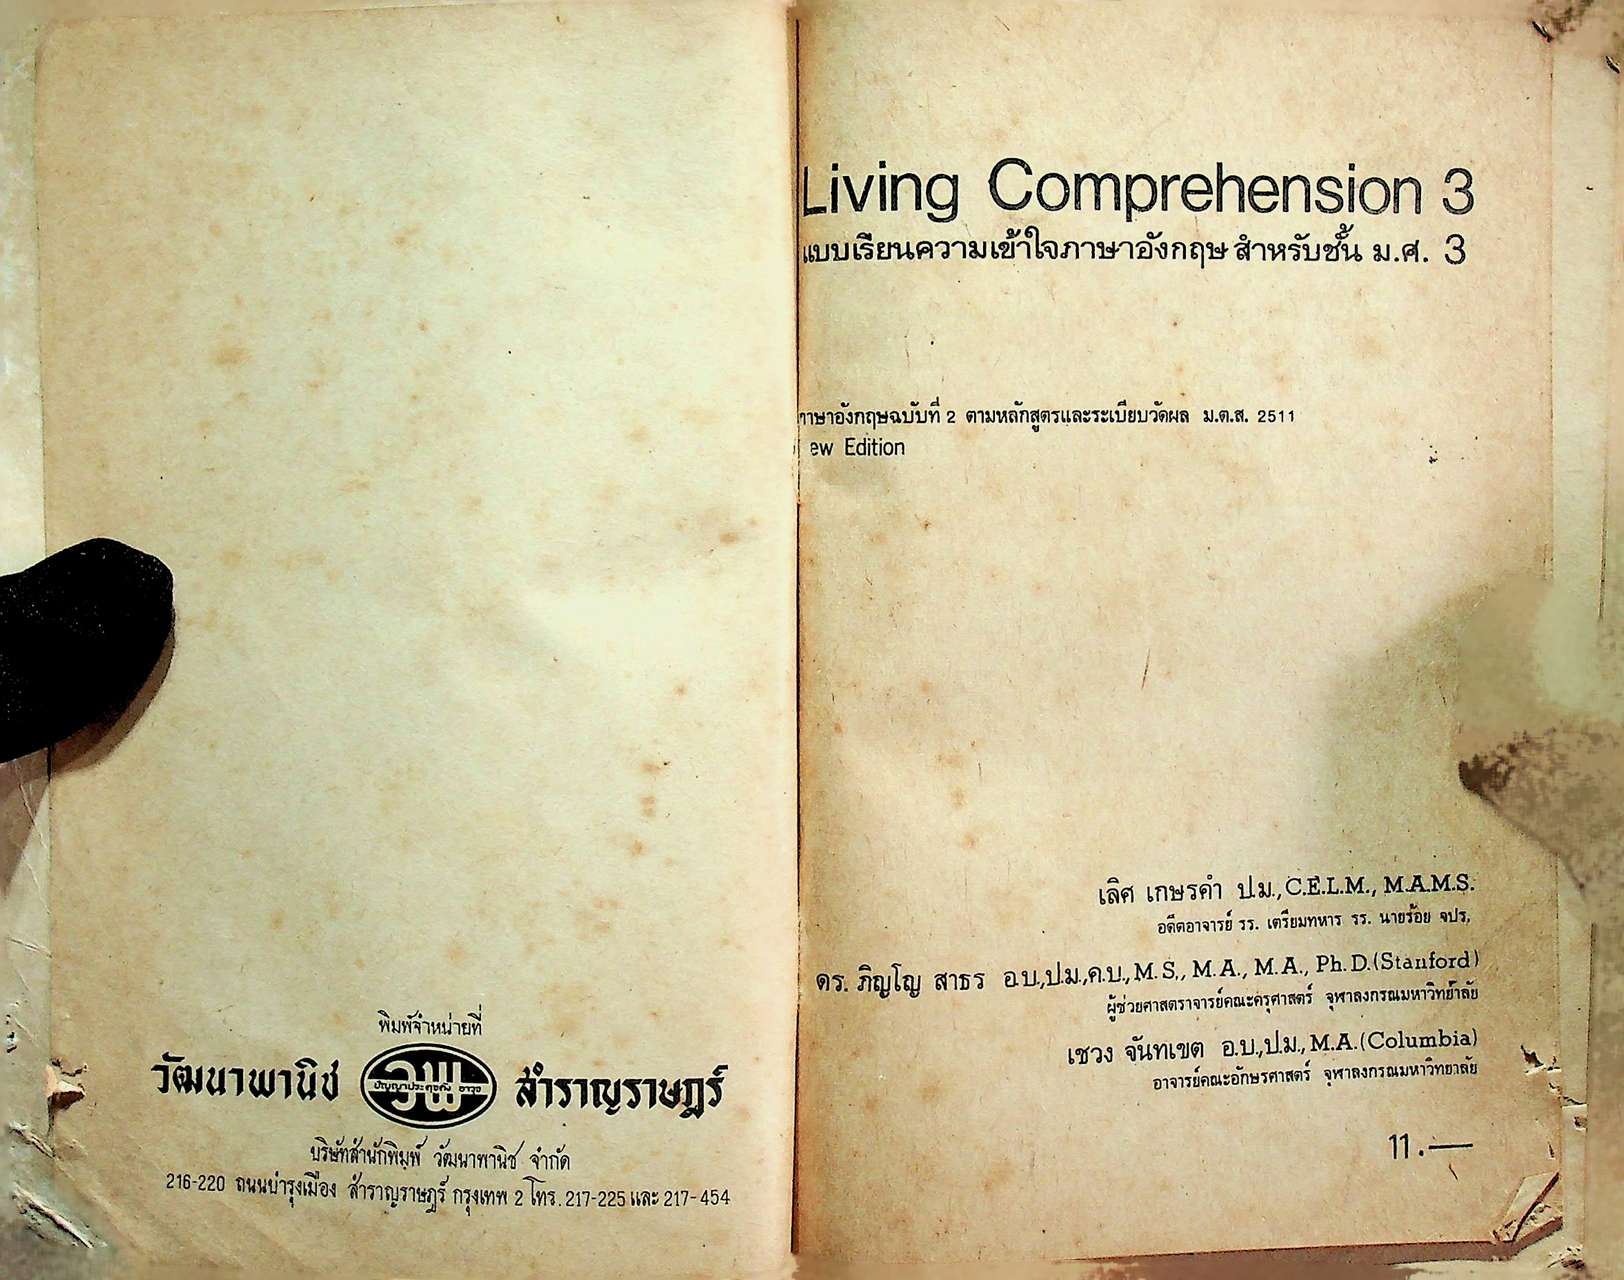 พิมพ์จำหน่ายที่
วัฒนาพานิช สำราญราษฎร์
ปัญญาประดุจดัง อาวุธ
บริษัทสำนักพิมพ์ วัฒนาพานิช จำกัด
216-220 ถนนบำรุงเมือง สำราญราษฎร์ กรุงเทพ 2 โทร. 217-225 และ 217-454
Living Comprehension 3
แบบเรียนความเข้าใจภาษาอังกฤษ สำหรับชั้น ม.ศ. 3
ภาษาอังกฤษฉบับที่ 2 ตามหลักสูตรและระเบียบวัดผล ม.ต.ส. 2511
ew Edition
เลิศ เกษรคำ ป.ม., C.E.L.M., M.A.M.S.
อดีตอาจารย์ รร. เตรียมทหาร รร. นายร้อย จปร.
ดร. ภิญโญ สาธร อ.บ.,ป.ม.,ค.บ., M.S., M.A., M.A., Ph.D.(Stanford)
ผู้ช่วยศาสตราจารย์คณะครุศาสตร์ จุฬาลงกรณมหาวิทยาลัย
เชวง จันทเขต อ.บ.,ป.ม., M.A.(Columbia)
อาจารย์คณะอักษรศาสตร์ จุฬาลงกรณมหาวิทยาลัย
11.—